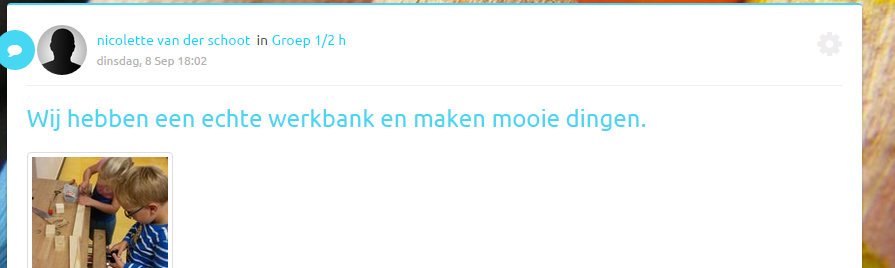 nicolette van der schoot in Groep 1/2 h
dinsdag, 8 Sep 18:02
Wij hebben een echte werkbank en maken mooie dingen.